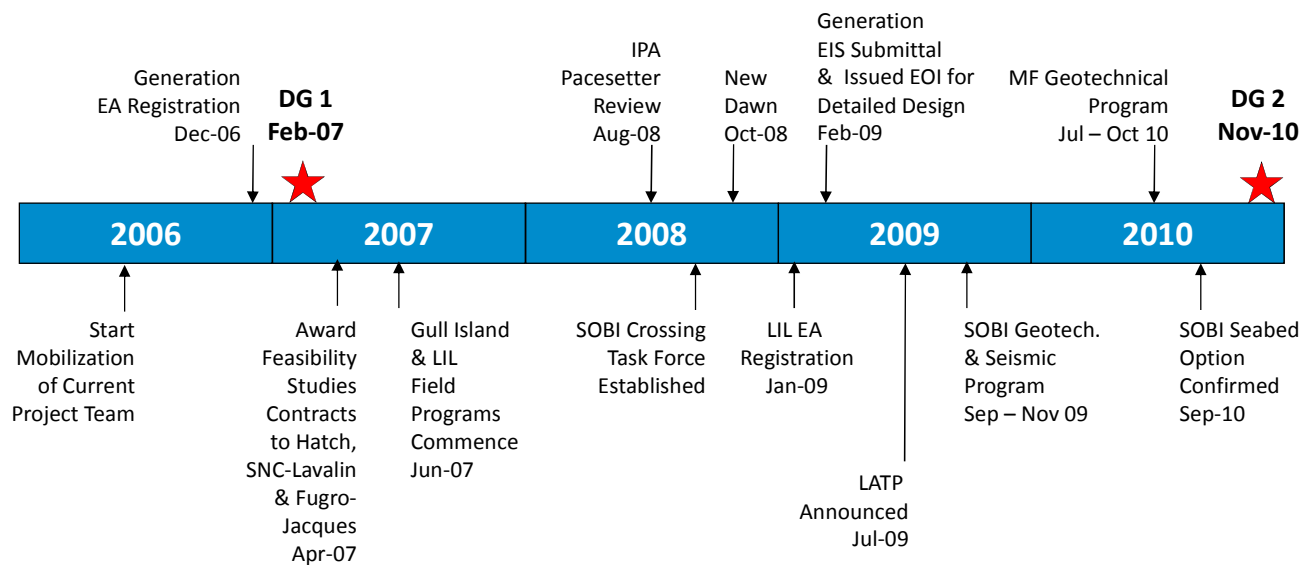 Generation
EA Registration
Dec-06
DG 1
Feb-07
IPA
Pacesetter
Review
Aug-08
New
Dawn
Oct-08
Generation
EIS Submittal
& Issued EOI for
Detailed Design
Feb-09
MF Geotechnical
Program
Jul – Oct 10
DG 2
Nov-10
2006
2007
2008
2009
2010
Start
Mobilization
of Current
Project Team
Award
Feasibility
Studies
Contracts
to Hatch,
SNC-Lavalin
& Fugro-
Jacques
Apr-07
Gull Island
& LIL
Field
Programs
Commence
Jun-07
SOBI Crossing
Task Force
Established
LIL EA
Registration
Jan-09
LATP
Announced
Jul-09
SOBI Geotech.
& Seismic
Program
Sep – Nov 09
SOBI Seabed
Option
Confirmed
Sep-10